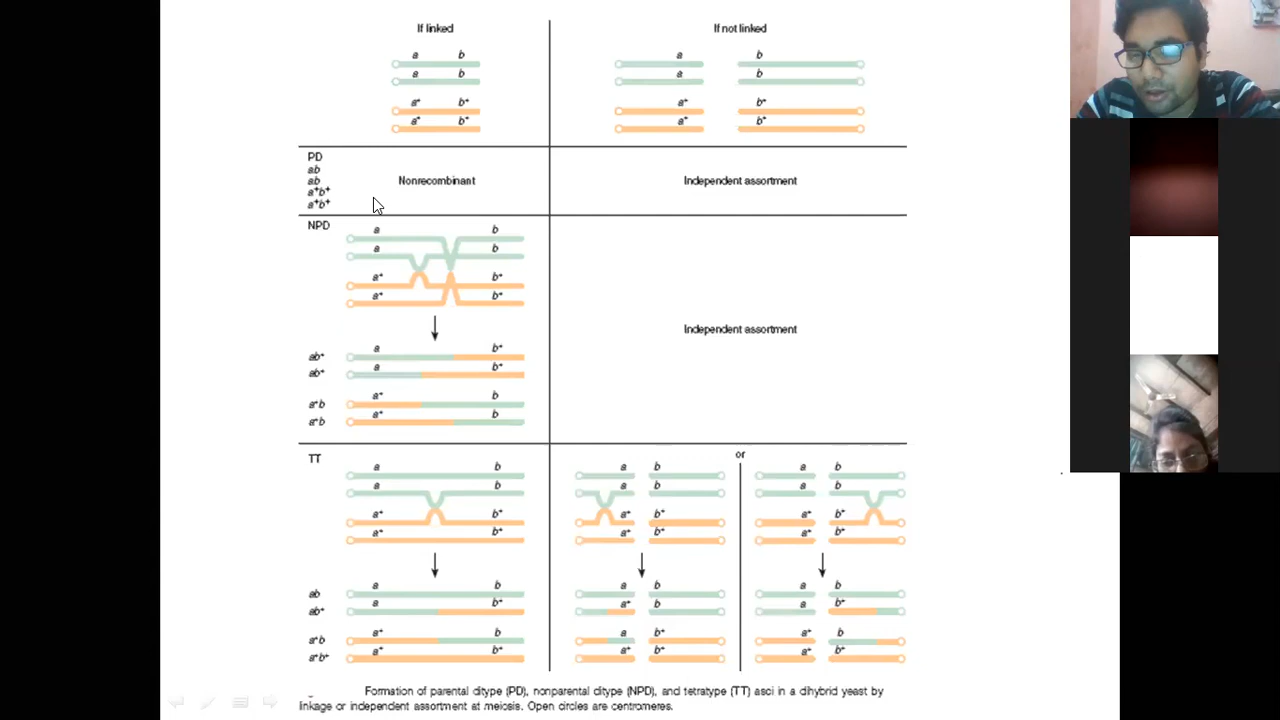 If linked
If not linked
a b
a b
a⁺ b⁺
a⁺ b⁺
a b
a b
a⁺ b⁺
a⁺ b⁺
PD
ab
ab
a⁺b⁺
a⁺b⁺
Nonrecombinant
Independent assortment
NPD
a b
a b
a⁺ b⁺
a⁺ b⁺
Independent assortment
ab⁺ a b⁺
ab⁺ a b⁺
a⁺b a⁺ b
a⁺b a⁺ b
TT
a b
a b
a⁺ b⁺
a⁺ b⁺
ab a b
ab⁺ a b⁺
a⁺b a⁺ b
a⁺b⁺ a⁺ b⁺
a b
a b
a⁺ b⁺
a⁺ b⁺
a b
a⁺ b
a b⁺
a⁺ b⁺
or
a b
a b
a⁺ b⁺
a⁺ b⁺
a b
a b⁺
a⁺ b
a⁺ b⁺
Formation of parental ditype (PD), nonparental ditype (NPD), and tetratype (TT) asci in a dihybrid yeast by
linkage or independent assortment at meiosis. Open circles are centromeres.